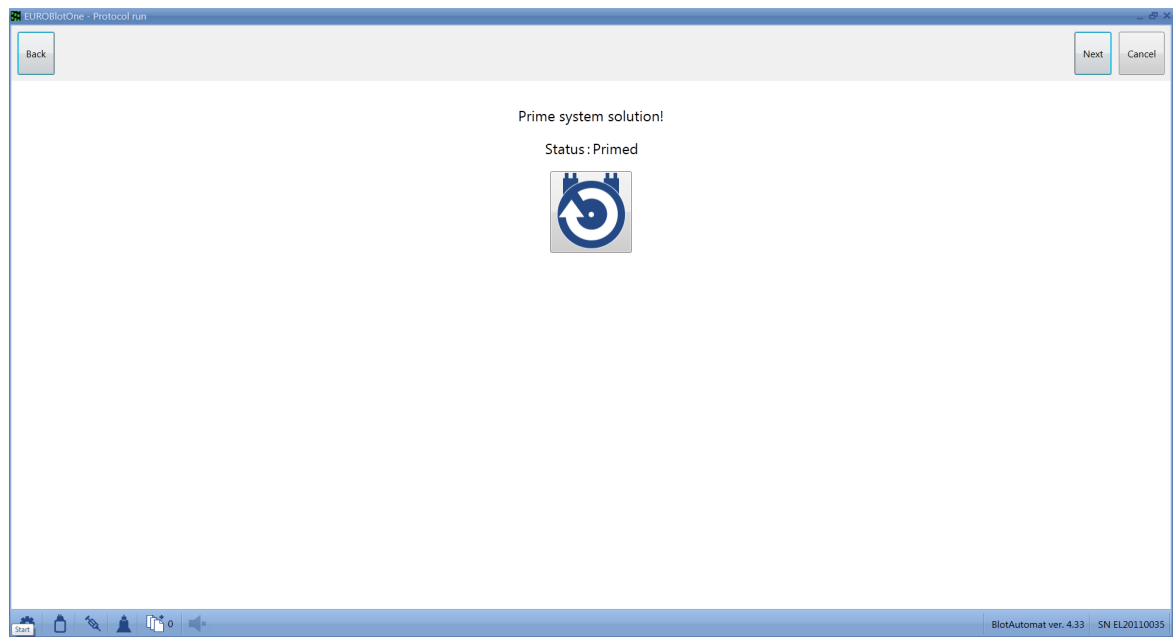 EUROBlotOne - Protocol run
Back
Next
Cancel
Prime system solution!
Status : Primed
Start
0
BlotAutomat ver. 4.33
SN EL20110035